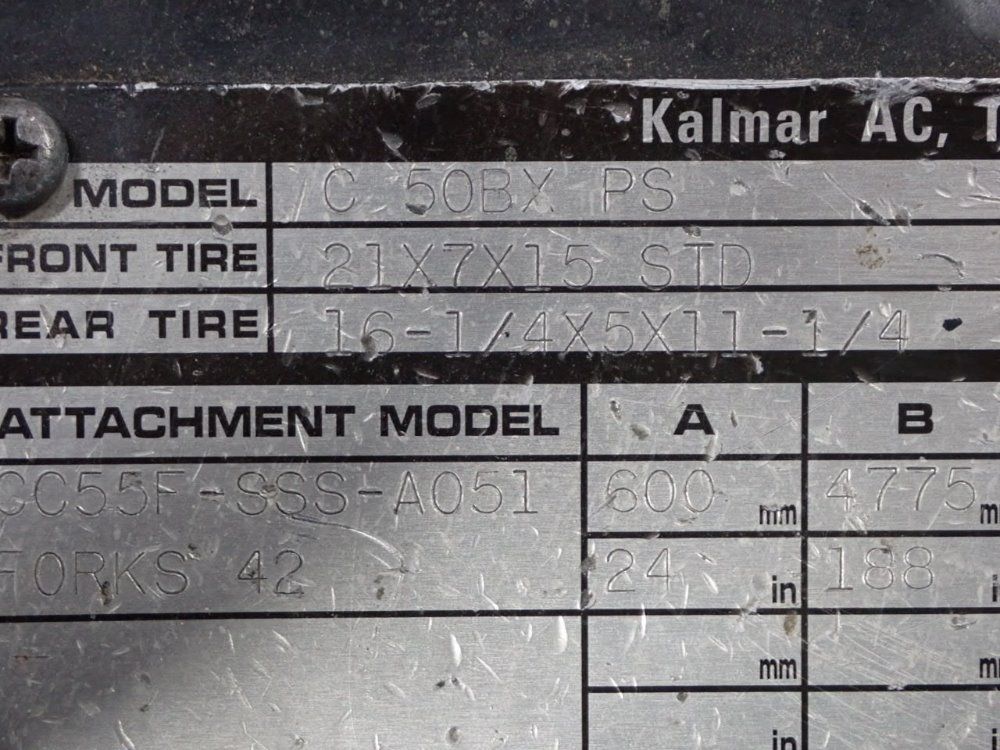 Kalmar AC, 1
MODEL C 50BX PS
FRONT TIRE 21X7X15 STD
REAR TIRE 16-1/4X5X11-1/4
ATTACHMENT MODEL A B
CC55F-SSS-A051 600 mm 4775 m
FORKS 42 24 in 188 i
mm m
in i